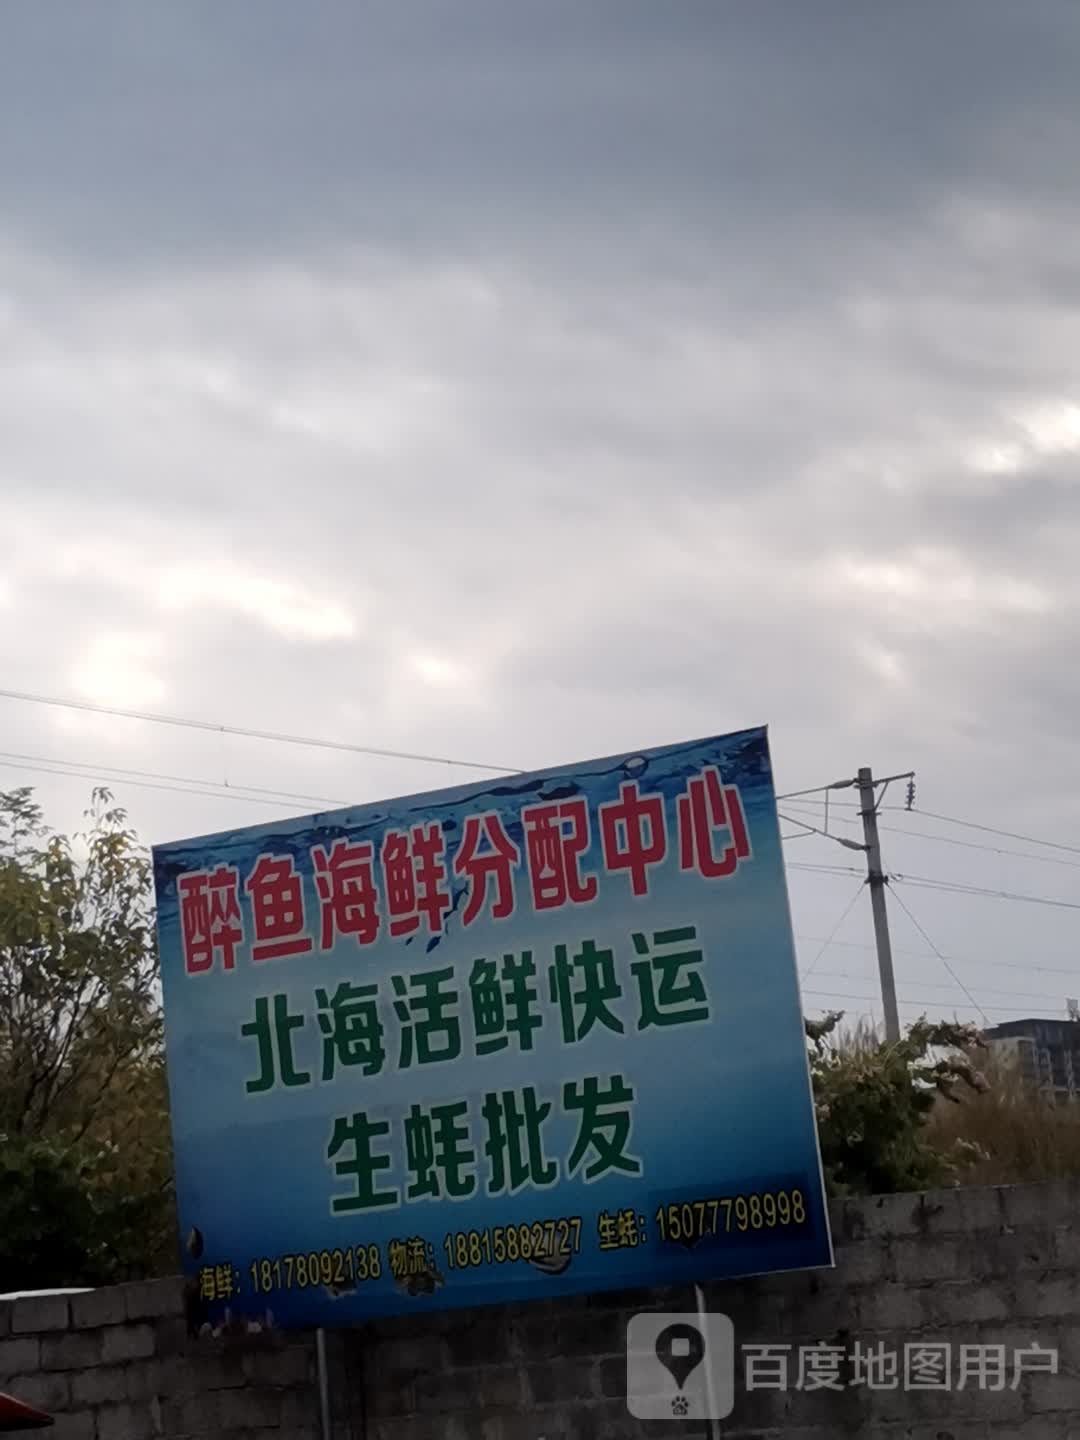 醉鱼海鲜分配中心
北海活鲜快运
生蚝批发
海鲜：18178092138 物流：18815882727 生蚝：15077798998
百度地图用户